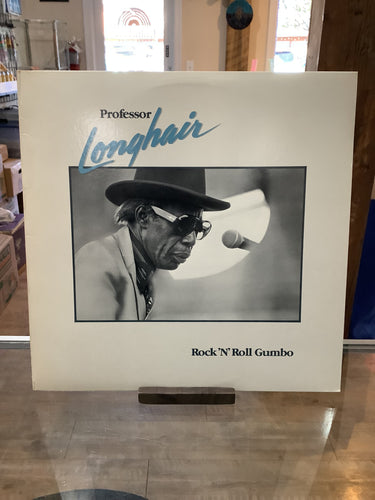 Professor
Longhair
Rock 'N' Roll Gumbo